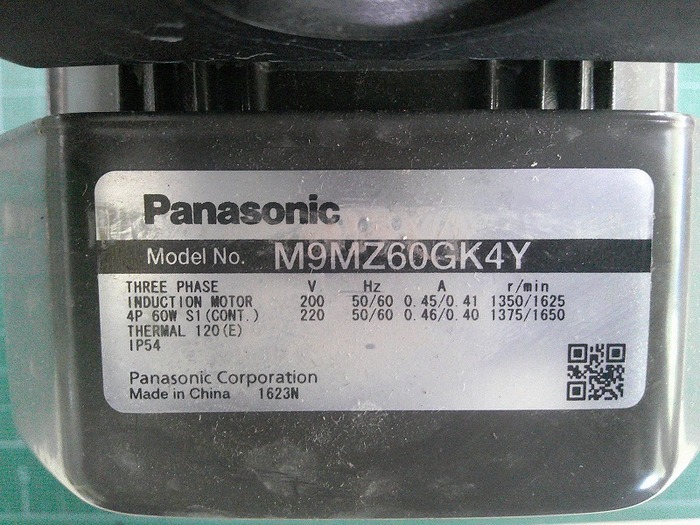 Panasonic
Model No. M9MZ60GK4Y
THREE PHASE V Hz A r/min
INDUCTION MOTOR 200 50/60 0.45/0.41 1350/1625
4P 60W S1(CONT.) 220 50/60 0.46/0.40 1375/1650
THERMAL 120(E)
IP54
Panasonic Corporation
Made in China 1623N